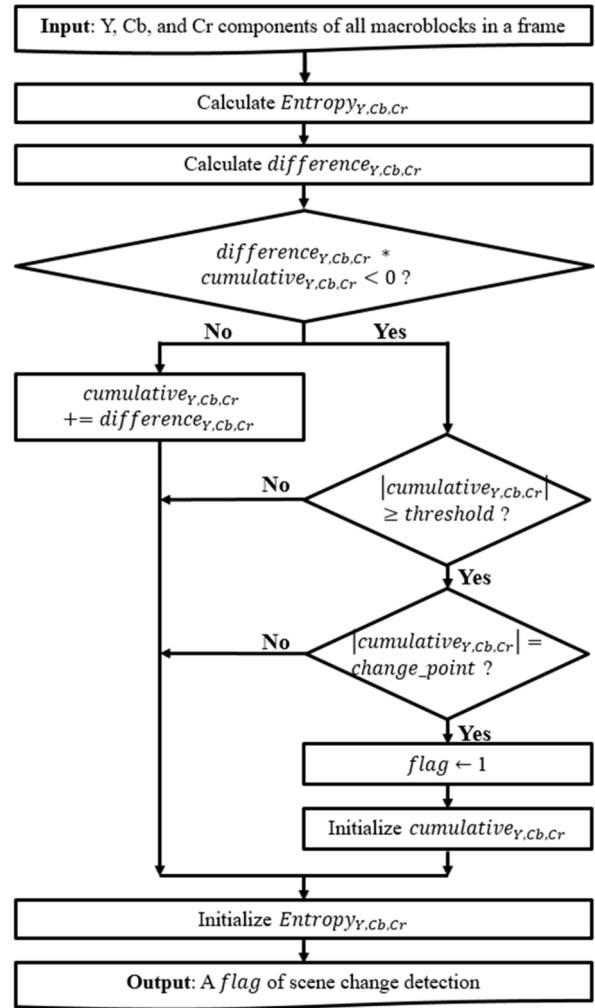 Input: Y, Cb, and Cr components of all macroblocks in a frame
Calculate Entropy_{Y,Cb,Cr}
Calculate difference_{Y,Cb,Cr}
difference_{Y,Cb,Cr} *
cumulative_{Y,Cb,Cr} < 0 ?
No
Yes
cumulative_{Y,Cb,Cr}
+= difference_{Y,Cb,Cr}
No
|cumulative_{Y,Cb,Cr}|
≥ threshold ?
Yes
No
|cumulative_{Y,Cb,Cr}| =
change_point ?
Yes
flag ← 1
Initialize cumulative_{Y,Cb,Cr}
Initialize Entropy_{Y,Cb,Cr}
Output: A flag of scene change detection